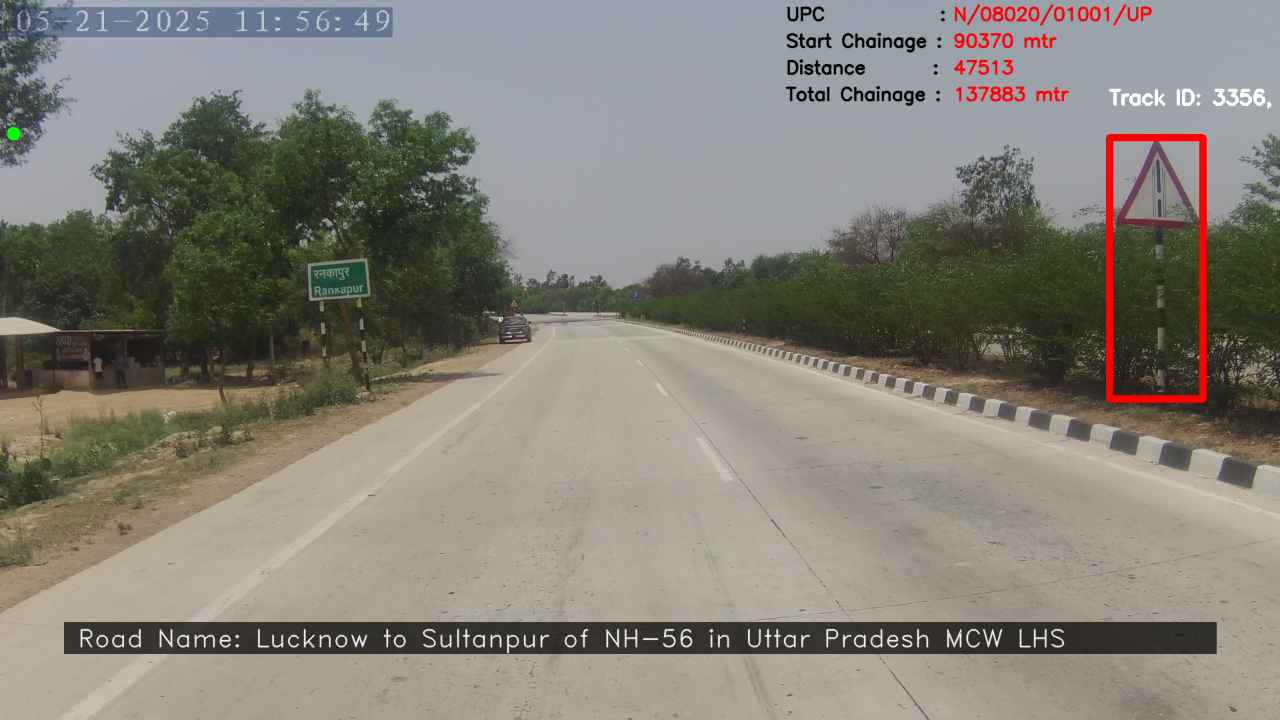 05-21-2025 11:56:49
UPC : N/08020/01001/UP
Start Chainage : 90370 mtr
Distance : 47513
Total Chainage : 137883 mtr
Track ID: 3356,
रनकापुर
Rankapur
Road Name: Lucknow to Sultanpur of NH-56 in Uttar Pradesh MCW LHS